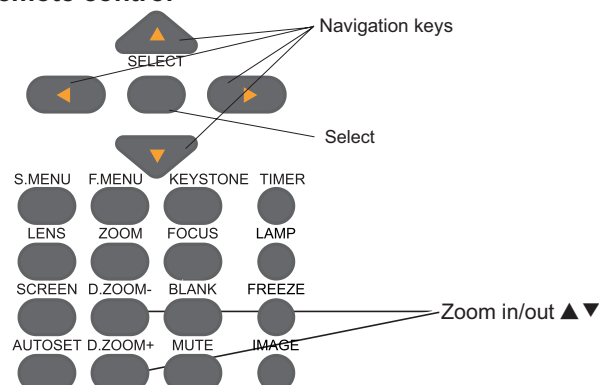 emote control
Navigation keys
SELECT
Select
S.MENU F.MENU KEYSTONE TIMER
LENS ZOOM FOCUS LAMP
SCREEN D.ZOOM- BLANK FREEZE
Zoom in/out ▲▼
AUTOSET D.ZOOM+ MUTE IMAGE